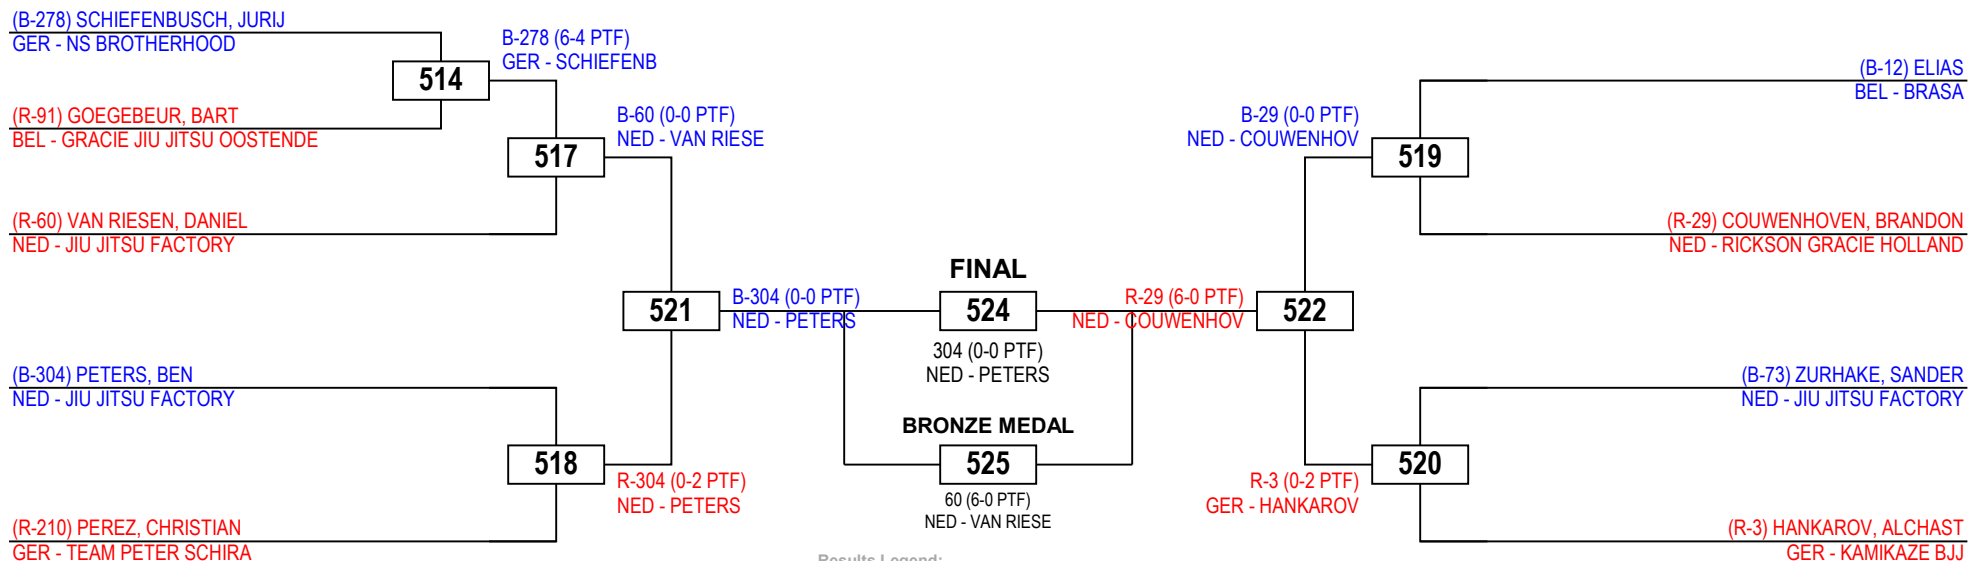 (B-278) SCHIEFENBUSCH, JURIJ
GER - NS BROTHERHOOD
B-278 (6-4 PTF)
GER - SCHIEFENB
514
(R-91) GOEGEBEUR, BART
BEL - GRACIE JIU JITSU OOSTENDE
B-60 (0-0 PTF)
NED - VAN RIESE
517
(R-60) VAN RIESEN, DANIEL
NED - JIU JITSU FACTORY
521
B-304 (0-0 PTF)
NED - PETERS
(B-304) PETERS, BEN
NED - JIU JITSU FACTORY
518
R-304 (0-2 PTF)
NED - PETERS
(R-210) PEREZ, CHRISTIAN
GER - TEAM PETER SCHIRA
FINAL
524
304 (0-0 PTF)
NED - PETERS
BRONZE MEDAL
525
60 (6-0 PTF)
NED - VAN RIESE
Results Legend:
(B-12) ELIAS
BEL - BRASA
B-29 (0-0 PTF)
NED - COUWENHOV
519
(R-29) COUWENHOVEN, BRANDON
NED - RICKSON GRACIE HOLLAND
R-29 (6-0 PTF)
NED - COUWENHOV
522
(B-73) ZURHAKE, SANDER
NED - JIU JITSU FACTORY
520
R-3 (0-2 PTF)
GER - HANKAROV
(R-3) HANKAROV, ALCHAST
GER - KAMIKAZE BJJ